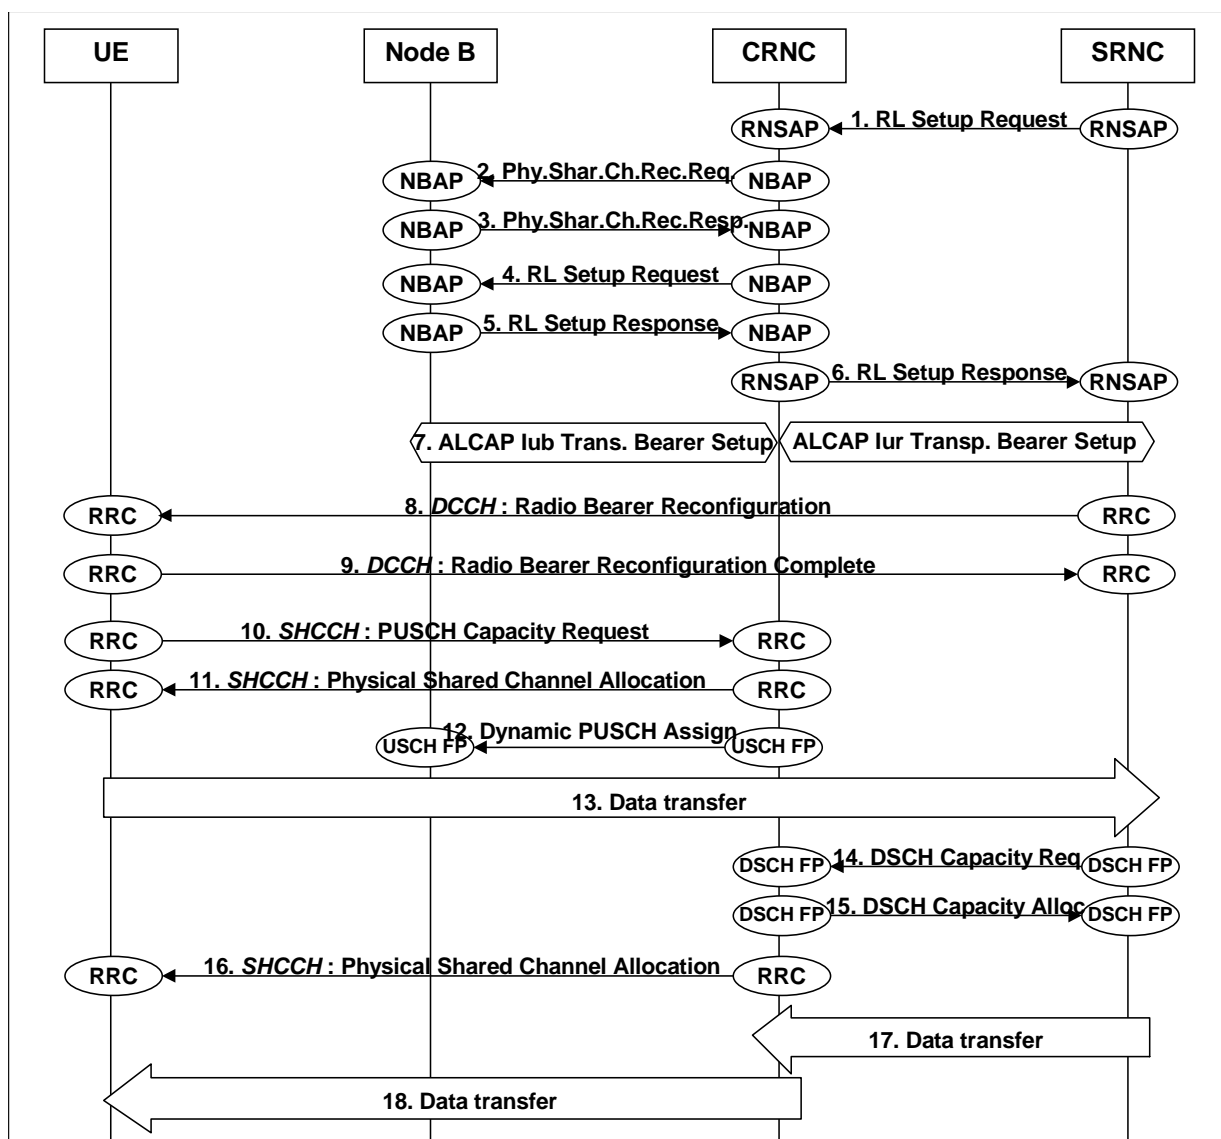 UE Node B CRNC SRNC
RNSAP 1. RL Setup Request RNSAP
NBAP 2. Phy.Shar.Ch.Rec.Req. NBAP
NBAP 3. Phy.Shar.Ch.Rec.Resp. NBAP
NBAP 4. RL Setup Request NBAP
NBAP 5. RL Setup Response NBAP
RNSAP 6. RL Setup Response RNSAP
7. ALCAP Iub Trans. Bearer Setup ALCAP Iur Transp. Bearer Setup
RRC 8. DCCH : Radio Bearer Reconfiguration RRC
RRC 9. DCCH : Radio Bearer Reconfiguration Complete RRC
RRC 10. SHCCH : PUSCH Capacity Request RRC
RRC 11. SHCCH : Physical Shared Channel Allocation RRC
USCH FP 12. Dynamic PUSCH Assign USCH FP
13. Data transfer
DSCH FP 14. DSCH Capacity Req DSCH FP
DSCH FP 15. DSCH Capacity Alloc DSCH FP
RRC 16. SHCCH : Physical Shared Channel Allocation RRC
17. Data transfer
18. Data transfer